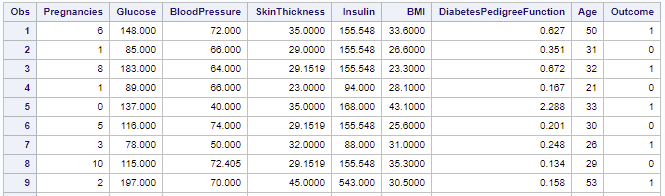 Obs Pregnancies Glucose BloodPressure SkinThickness Insulin BMI DiabetesPedigreeFunction Age Outcome
1 6 148.000 72.000 35.0000 155.548 33.6000 0.627 50 1
2 1 85.000 66.000 29.0000 155.548 26.6000 0.351 31 0
3 8 183.000 64.000 29.1519 155.548 23.3000 0.672 32 1
4 1 89.000 66.000 23.0000 94.000 28.1000 0.167 21 0
5 0 137.000 40.000 35.0000 168.000 43.1000 2.288 33 1
6 5 116.000 74.000 29.1519 155.548 25.6000 0.201 30 0
7 3 78.000 50.000 32.0000 88.000 31.0000 0.248 26 1
8 10 115.000 72.405 29.1519 155.548 35.3000 0.134 29 0
9 2 197.000 70.000 45.0000 543.000 30.5000 0.158 53 1